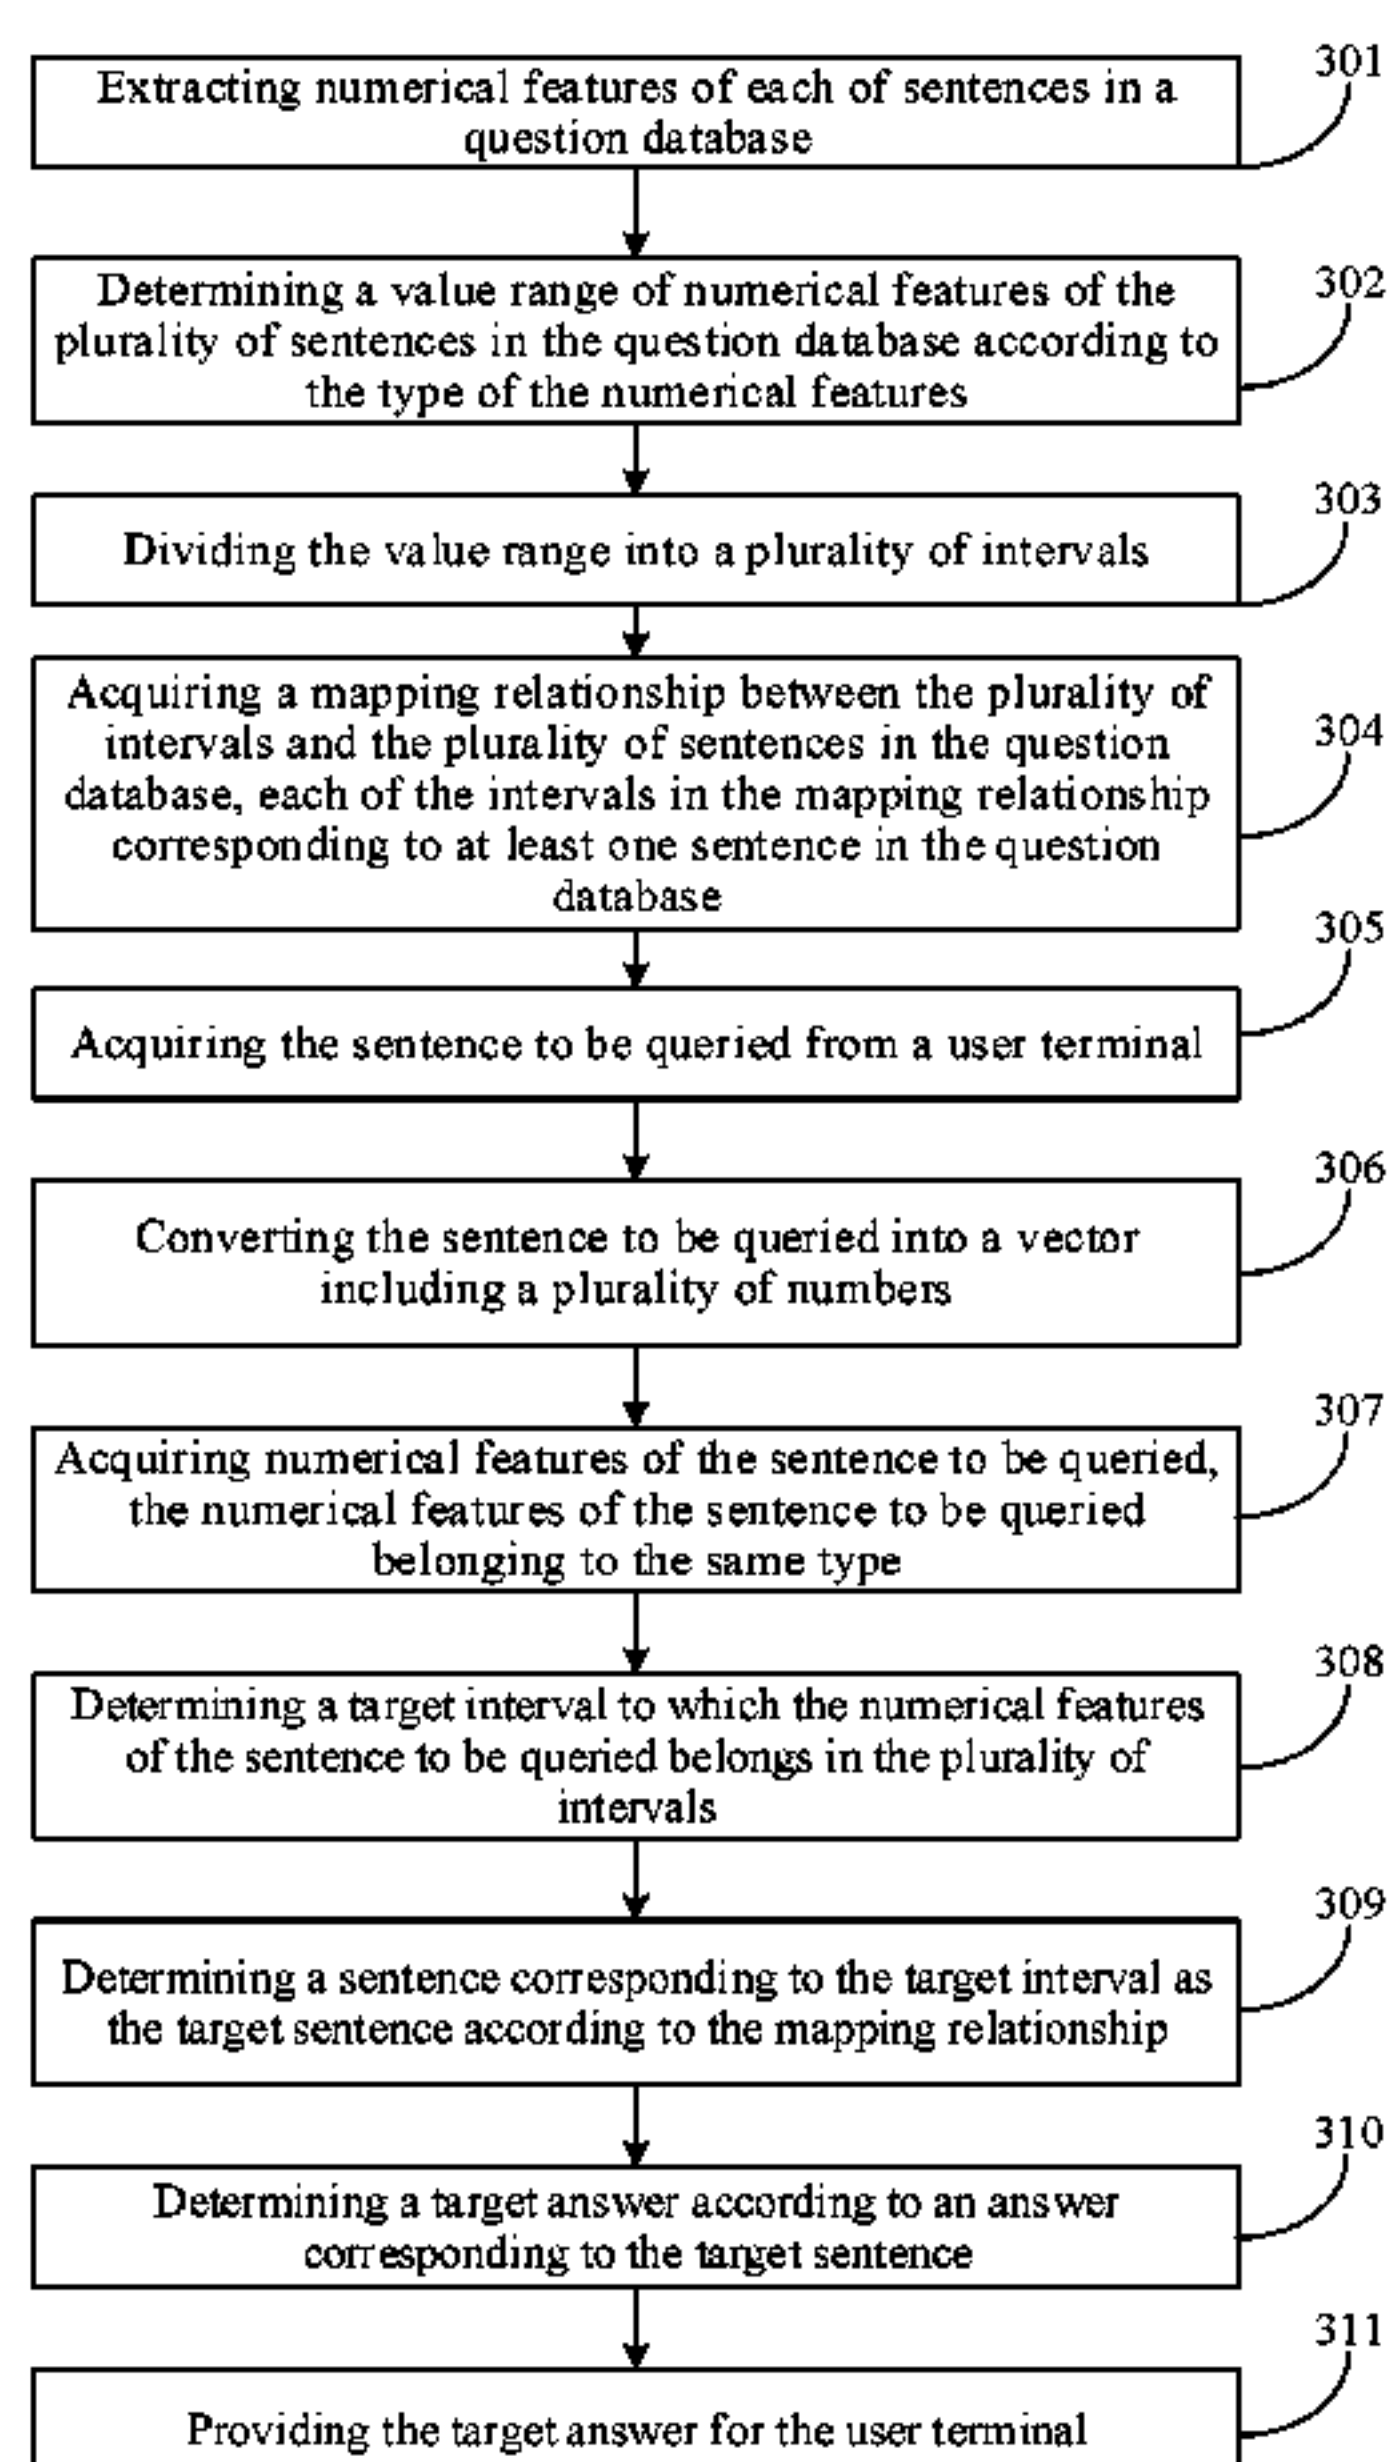 301
Extracting numerical features of each of sentences in a
question database
302
Determining a value range of numerical features of the
plurality of sentences in the question database according to
the type of the numerical features
303
Dividing the value range into a plurality of intervals
Acquiring a mapping relationship between the plurality of
304
intervals and the plurality of sentences in the question
database, each of the intervals in the mapping relationship
corresponding to at least one sentence in the question
database
305
Acquiring the sentence to be queried from a user terminal
306
Converting the sentence to be queried into a vector
including a plurality of numbers
307
Acquiring numerical features of the sentence to be queried,
the numerical features of the sentence to be queried
belonging to the same type
308
Determining a target interval to which the numerical features
of the sentence to be queried belongs in the plurality of
intervals
309
Determining a sentence corresponding to the target interval as
the target sentence according to the mapping relationship
310
Determining a target answer according to an answer
corresponding to the target sentence
311
Providing the target answer for the user terminal